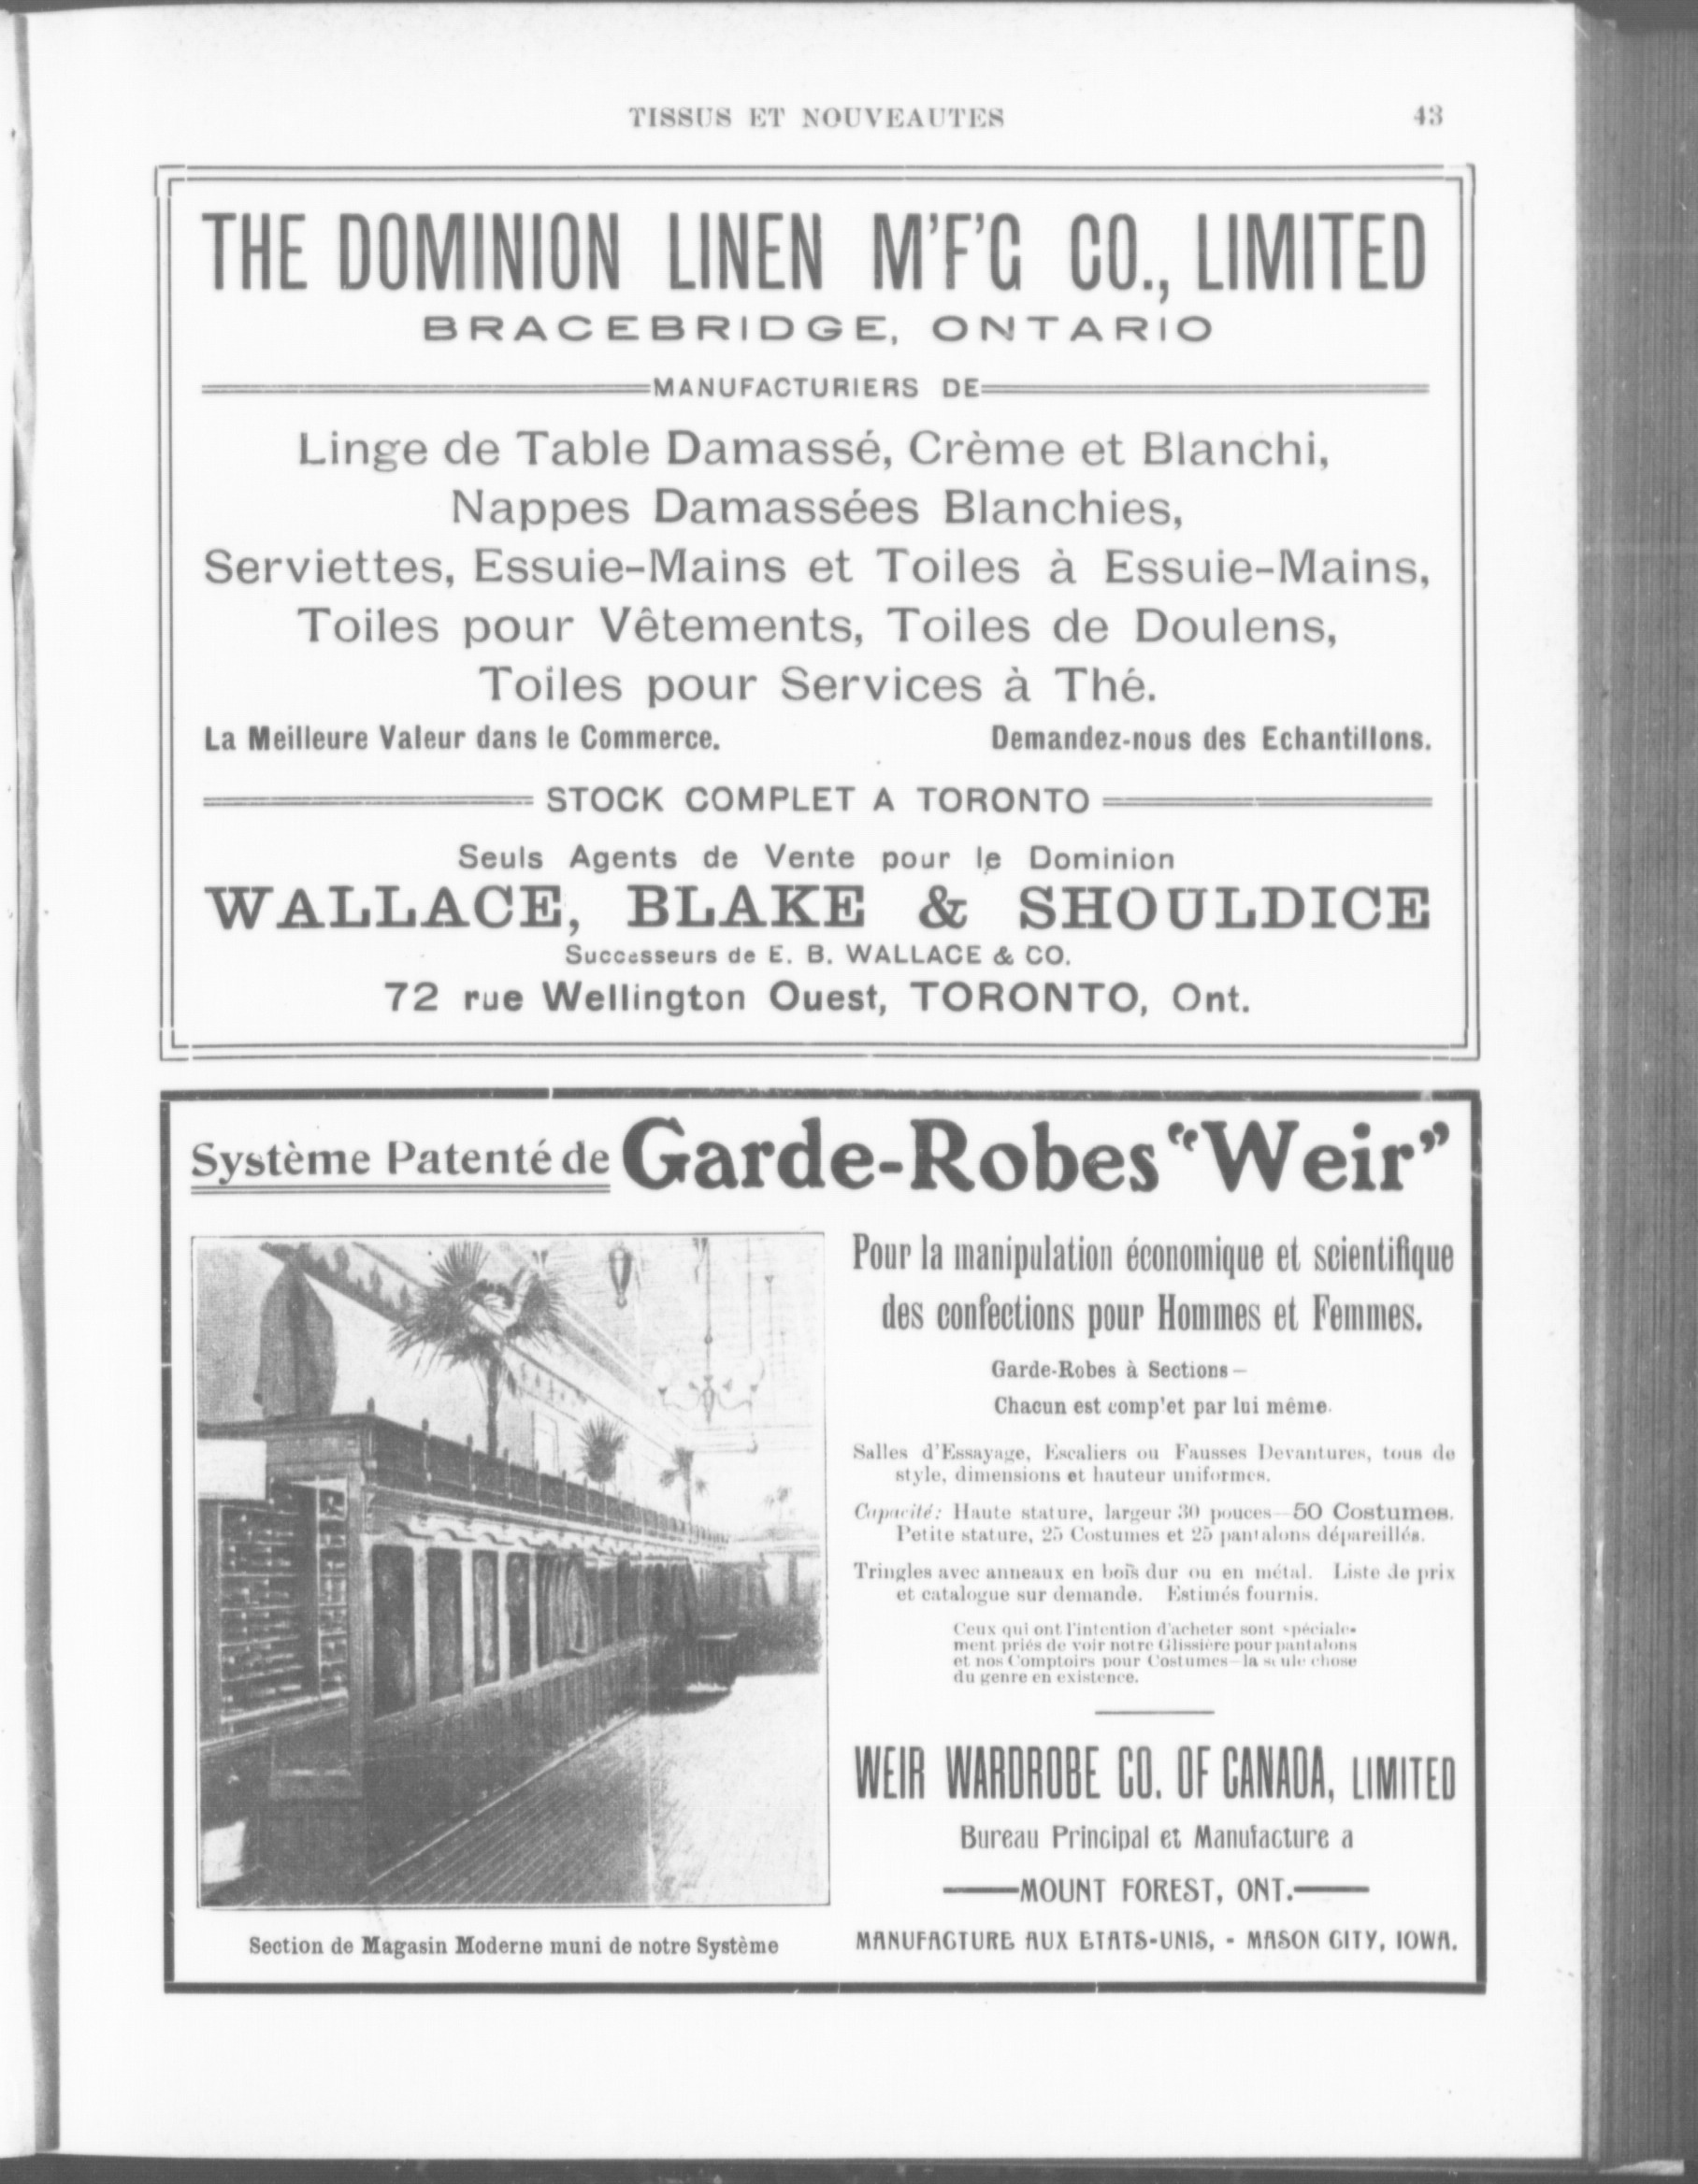 TISSUS ET NOUVEAUTES 43
THE DOMINION LINEN M'F'G CO., LIMITED
BRACEBRIDGE, ONTARIO
MANUFACTURIERS DE
Linge de Table Damassé, Crème et Blanchi,
Nappes Damassées Blanchies,
Serviettes, Essuie-Mains et Toiles à Essuie-Mains,
Toiles pour Vêtements, Toiles de Doulens,
Toiles pour Services à Thé.
La Meilleure Valeur dans le Commerce. Demandez-nous des Echantillons.
STOCK COMPLET A TORONTO
Seuls Agents de Vente pour le Dominion
WALLACE, BLAKE & SHOULDICE
Successeurs de E. B. WALLACE & CO.
72 rue Wellington Ouest, TORONTO, Ont.
Système Patenté de Garde-Robes "Weir"
Pour la manipulation économique et scientifique
des confections pour Hommes et Femmes.
Garde-Robes à Sections—
Chacun est comp'et par lui même.
Salles d'Essayage, Escaliers ou Fausses Devantures, tous de
style, dimensions et hauteur uniformes.
Capacité: Haute stature, largeur 30 pouces—50 Costumes.
Petite stature, 25 Costumes et 25 pantalons dépareillés.
Tringles avec anneaux en bois dur ou en métal. Liste de prix
et catalogue sur demande. Estimés fournis.
Ceux qui ont l'intention d'acheter sont spéciale-
ment priés de voir notre Glissière pour pantalons
et nos Comptoirs pour Costumes—la seule chose
du genre en existence.
WEIR WARDROBE CO. OF CANADA, LIMITED
Bureau Principal et Manufacture a
MOUNT FOREST, ONT.
MANUFACTURE AUX ETATS-UNIS, - MASON CITY, IOWA.
Section de Magasin Moderne muni de notre Système